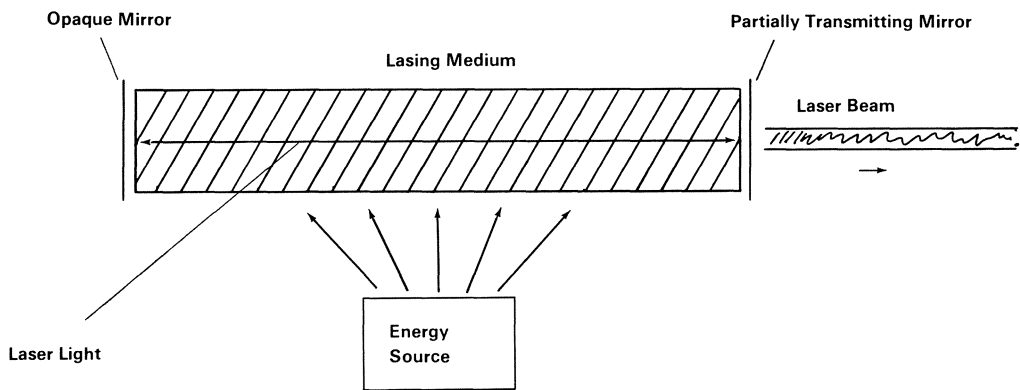 Opaque Mirror
Partially Transmitting Mirror
Lasing Medium
Laser Beam
Energy
Source
Laser Light